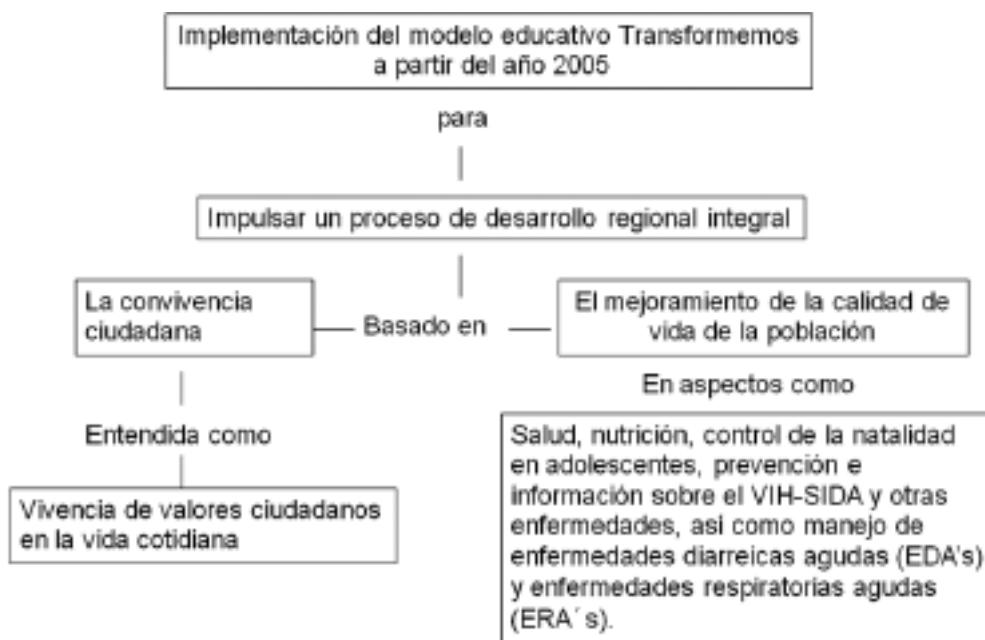 Implementación del modelo educativo Transformemos
a partir del año 2005
para
Impulsar un proceso de desarrollo regional integral
La convivencia
ciudadana
Basado en
El mejoramiento de la calidad de
vida de la población
Entendida como
Vivencia de valores ciudadanos
en la vida cotidiana
En aspectos como
Salud, nutrición, control de la natalidad
en adolescentes, prevención e
información sobre el VIH-SIDA y otras
enfermedades, así como manejo de
enfermedades diarreicas agudas (EDA's)
y enfermedades respiratorias agudas
(ERA´s).